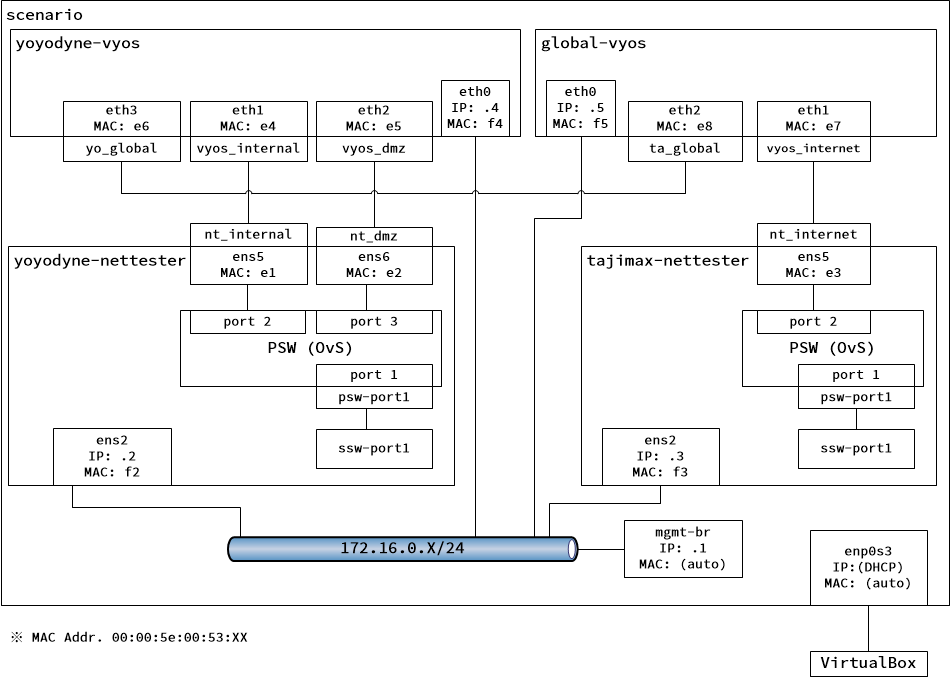 scenario
yoyodyne-vyos
eth3
MAC: e6
yo_global
eth1
MAC: e4
vyos_internal
eth2
MAC: e5
vyos_dmz
eth0
IP: .4
MAC: f4
global-vyos
eth0
IP: .5
MAC: f5
eth2
MAC: e8
ta_global
eth1
MAC: e7
vyos_internet
yoyodyne-nettester
nt_internal
ens5
MAC: e1
nt_dmz
ens6
MAC: e2
port 2
port 3
PSW (OvS)
port 1
psw-port1
ssw-port1
ens2
IP: .2
MAC: f2
tajimax-nettester
nt_internet
ens5
MAC: e3
port 2
PSW (OvS)
port 1
psw-port1
ssw-port1
ens2
IP: .3
MAC: f3
172.16.0.X/24
mgmt-br
IP: .1
MAC: (auto)
enp0s3
IP:(DHCP)
MAC: (auto)
※ MAC Addr. 00:00:5e:00:53:XX
VirtualBox